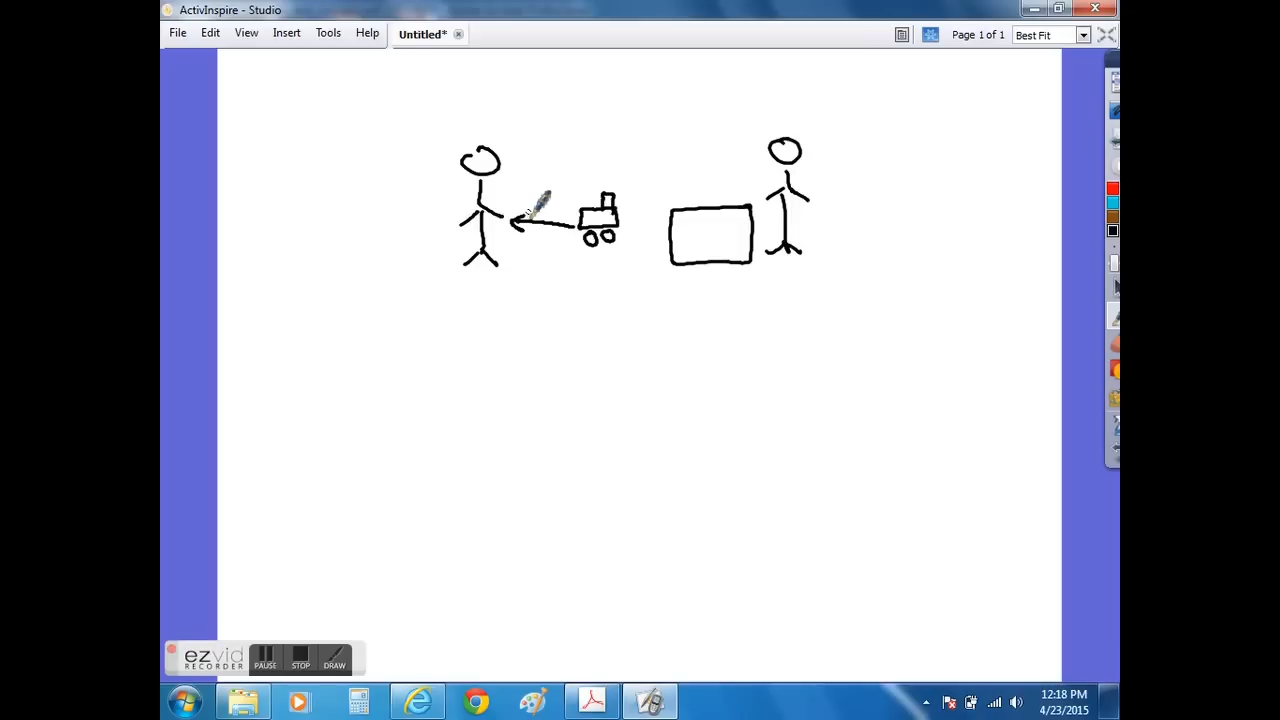 ActivInspire - Studio
File Edit View Insert Tools Help Untitled* Page 1 of 1 Best Fit
ezvid
RECORDER
PAUSE STOP DRAW
12:18 PM
4/23/2015